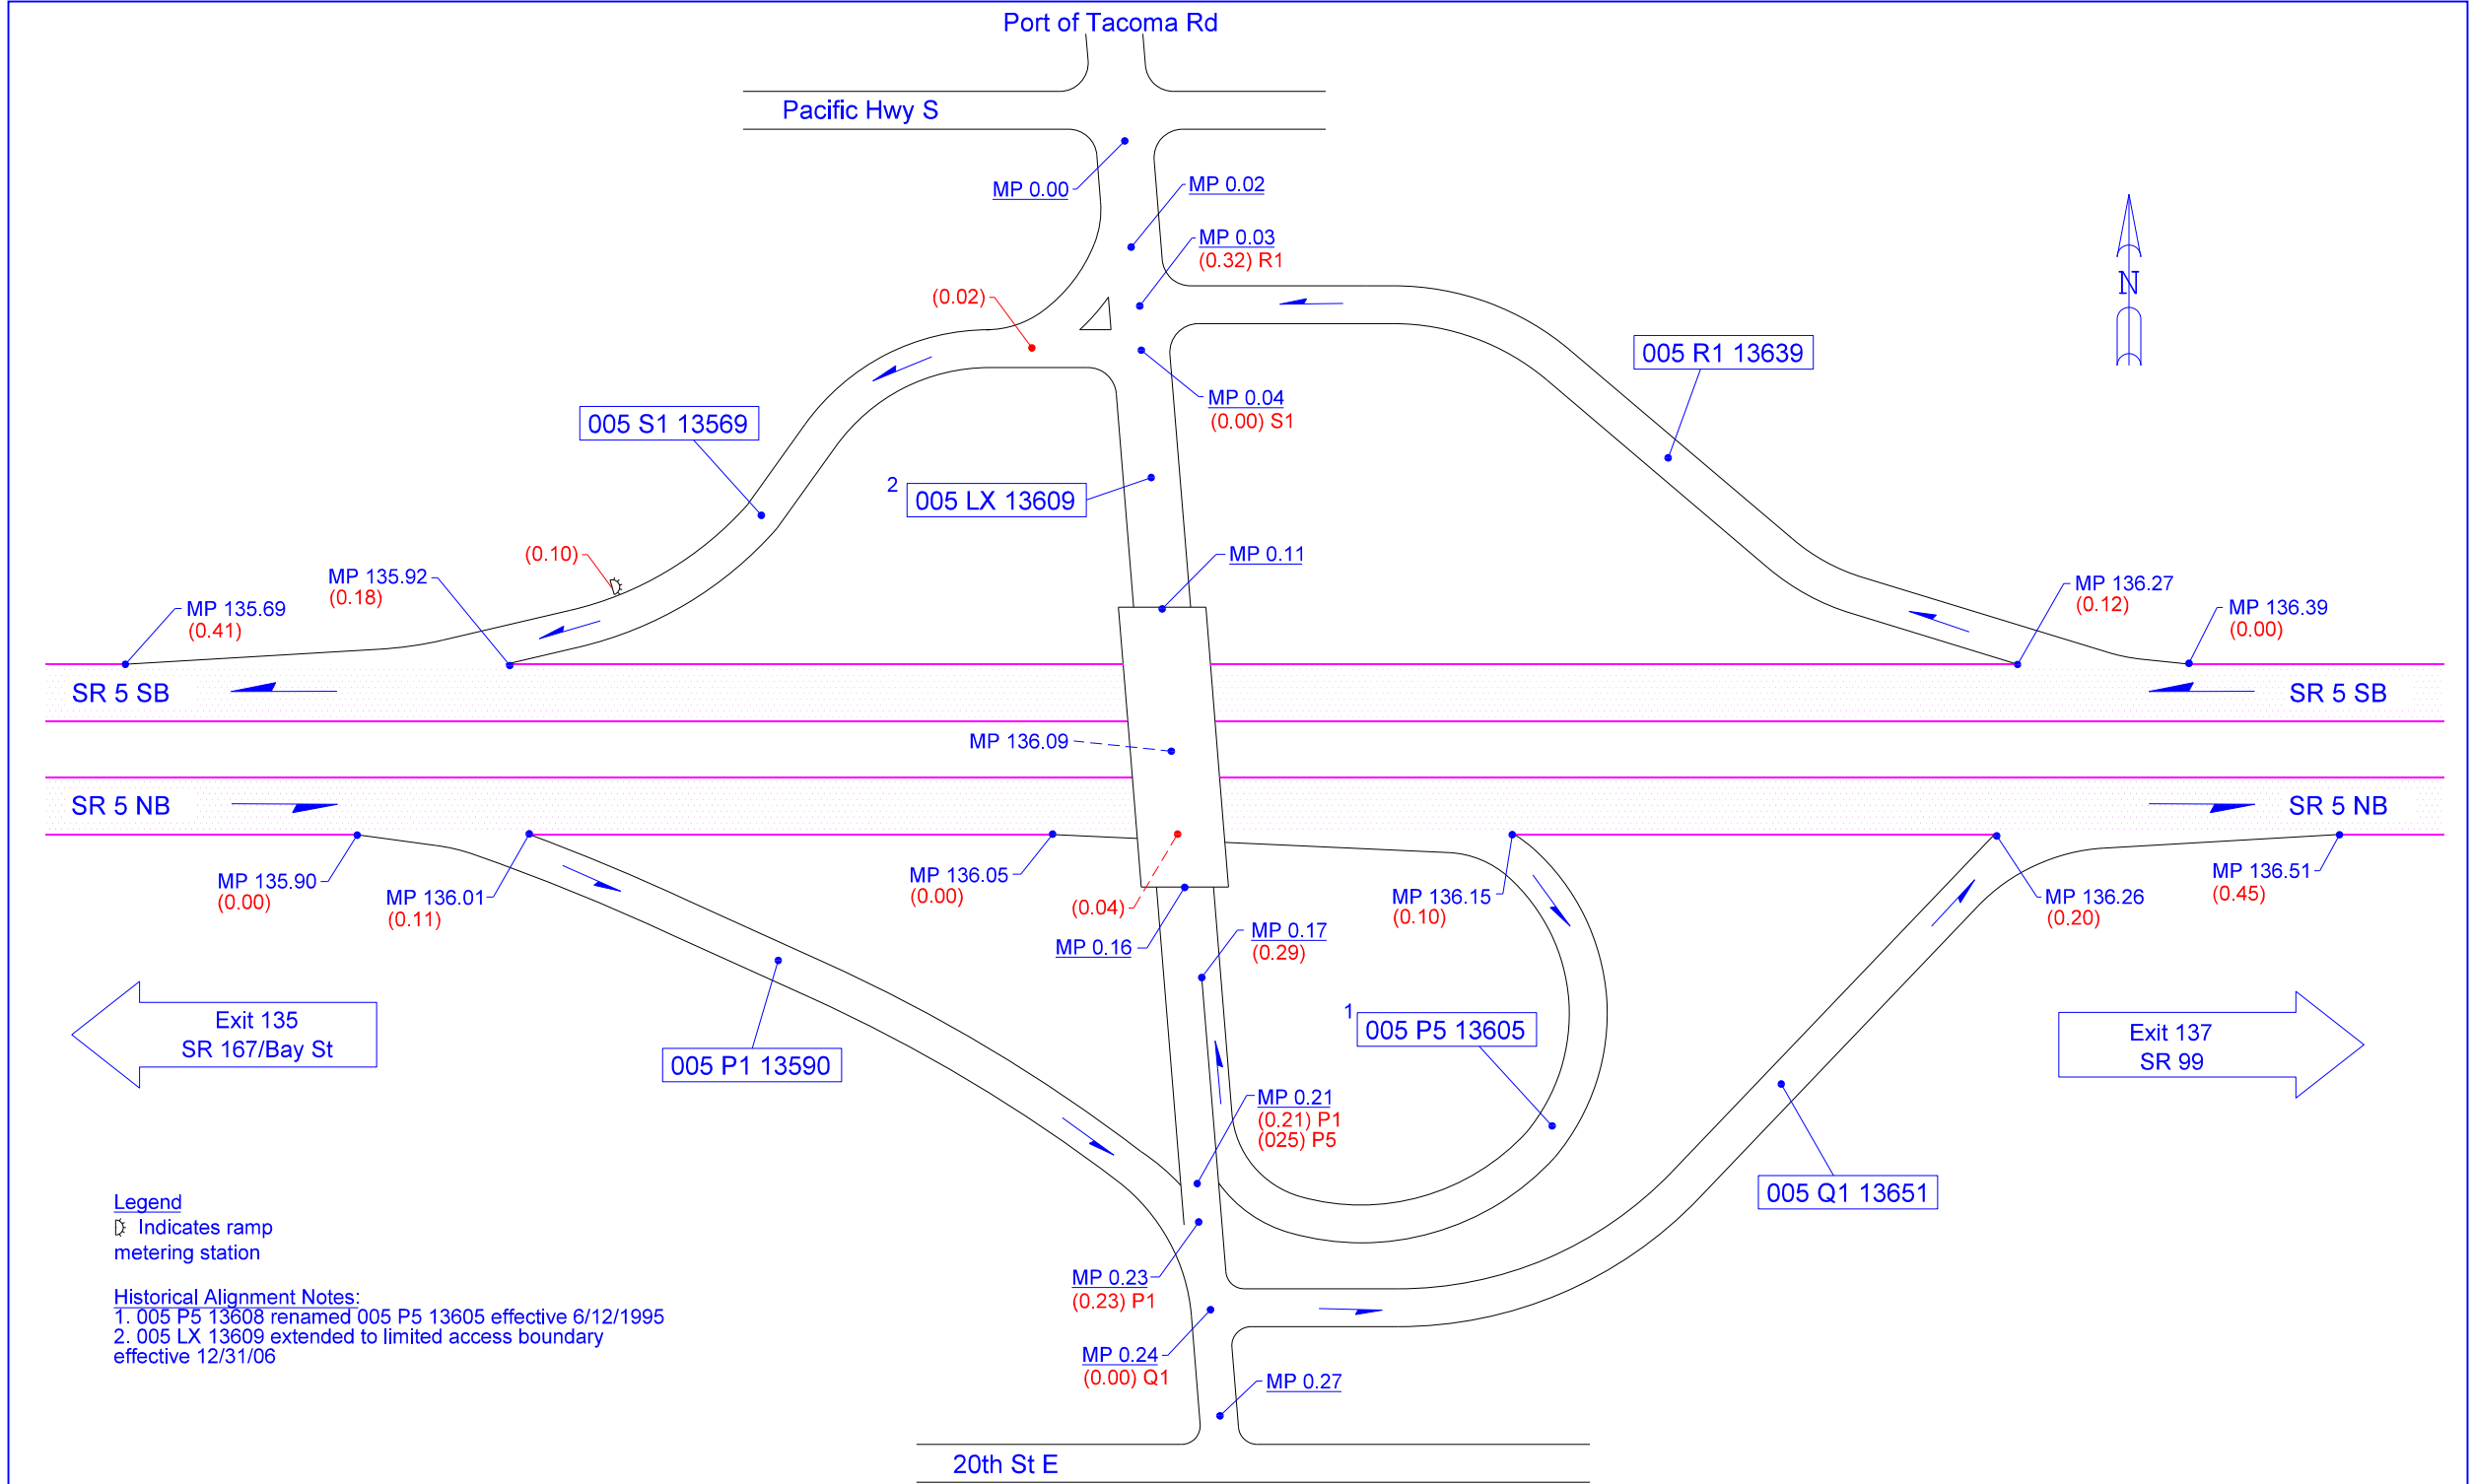 Port of Tacoma Rd
Pacific Hwy S
MP 0.00
MP 0.02
MP 0.03
(0.32) R1
(0.02)
N
005 R1 13639
MP 0.04
(0.00) S1
005 S1 13569
2
005 LX 13609
(0.10)
MP 0.11
MP 135.92
(0.18)
MP 136.27
(0.12)
MP 135.69
(0.41)
MP 136.39
(0.00)
SR 5 SB
SR 5 SB
MP 136.09
SR 5 NB
SR 5 NB
MP 135.90
(0.00)
MP 136.01
(0.11)
MP 136.05
(0.00)
(0.04)
MP 0.16
MP 0.17
(0.29)
MP 136.15
(0.10)
MP 136.26
(0.20)
MP 136.51
(0.45)
Exit 135
SR 167/Bay St
005 P1 13590
1
005 P5 13605
Exit 137
SR 99
MP 0.21
(0.21) P1
(025) P5
005 Q1 13651
MP 0.23
(0.23) P1
MP 0.24
(0.00) Q1
MP 0.27
Legend
Indicates ramp
metering station
Historical Alignment Notes:
1. 005 P5 13608 renamed 005 P5 13605 effective 6/12/1995
2. 005 LX 13609 extended to limited access boundary
effective 12/31/06
20th St E